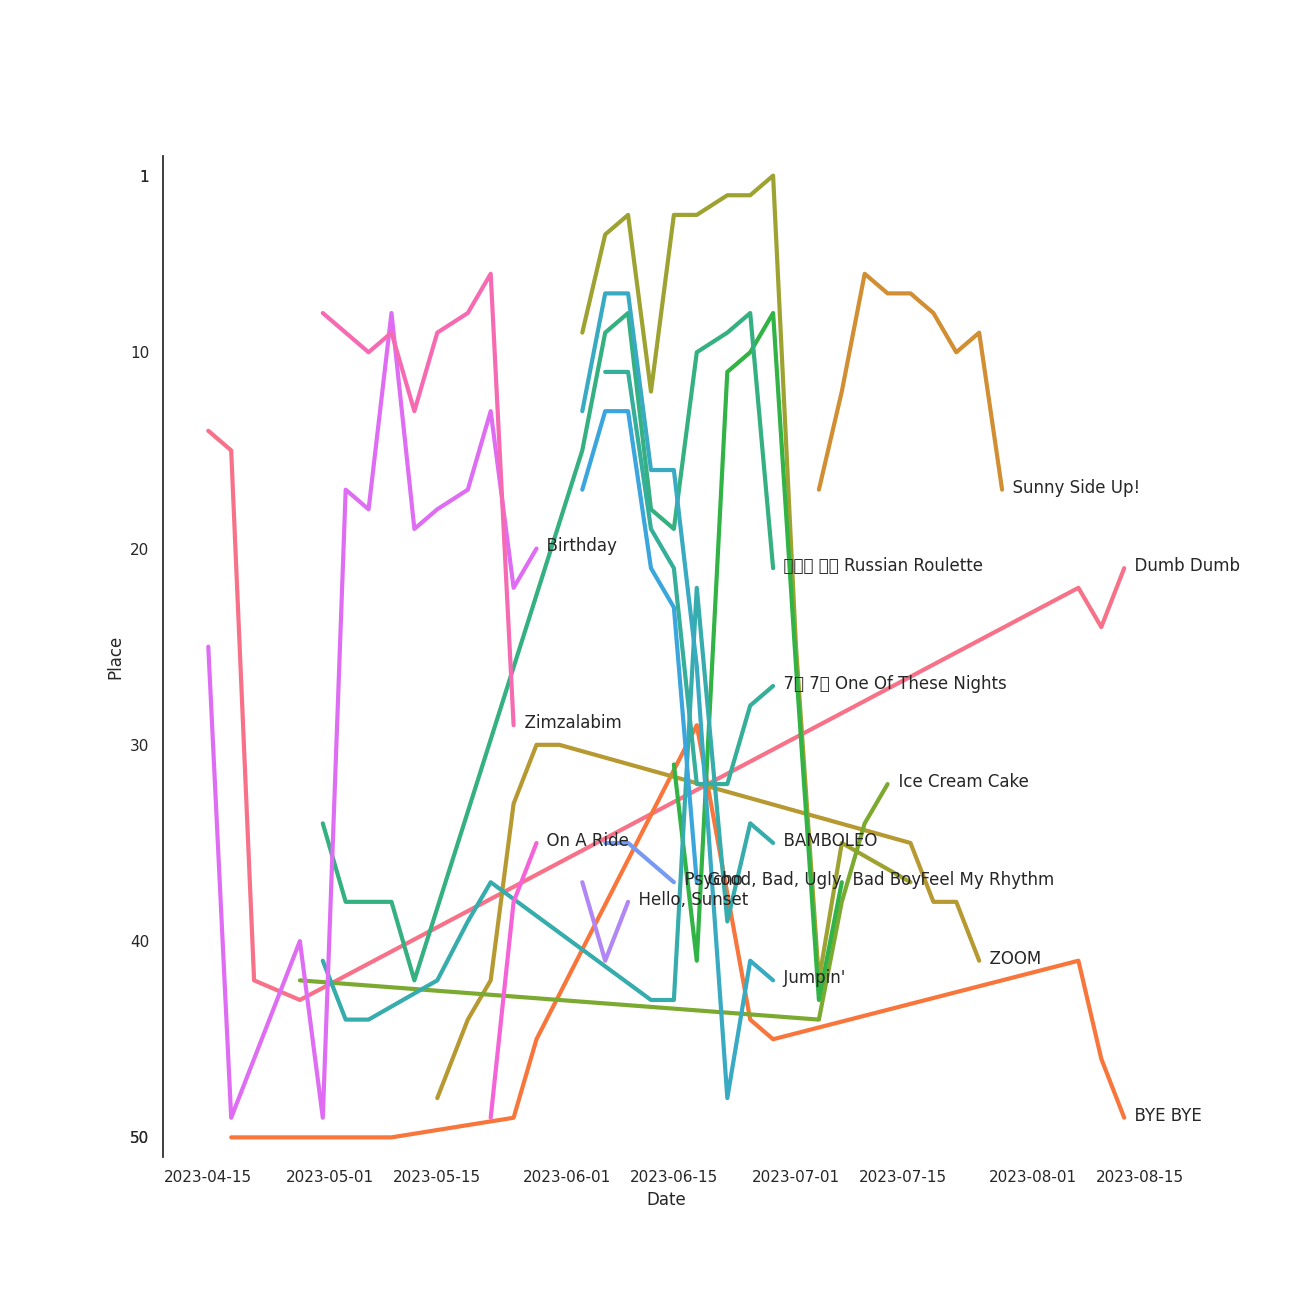 1
10
20
30
40
50
Place
2023-04-15
2023-05-01
2023-05-15
2023-06-01
2023-06-15
2023-07-01
2023-07-15
2023-08-01
2023-08-15
Date
Sunny Side Up!
Birthday
Russian Roulette
Dumb Dumb
7 7 One Of These Nights
Zimzalabim
Ice Cream Cake
On A Ride
BAMBOLEO
Psycho
Good, Bad, Ugly
Bad Boy
Feel My Rhythm
Hello, Sunset
ZOOM
Jumpin'
BYE BYE